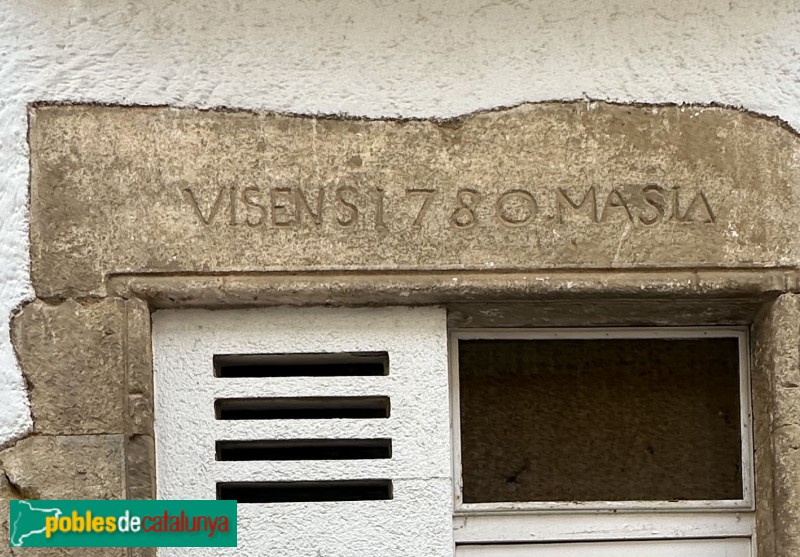 VISENS 1780 MASIA
poblesdecatalunya